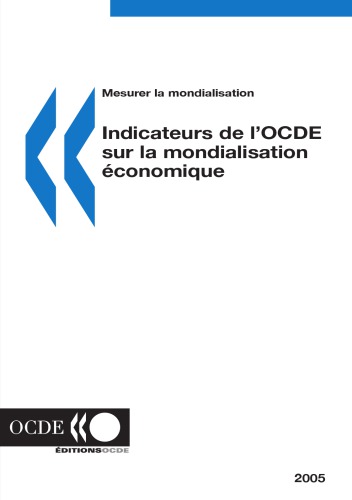 Mesurer la mondialisation
Indicateurs de l'OCDE
sur la mondialisation
économique
OCDE
ÉDITIONSOCDE
2005